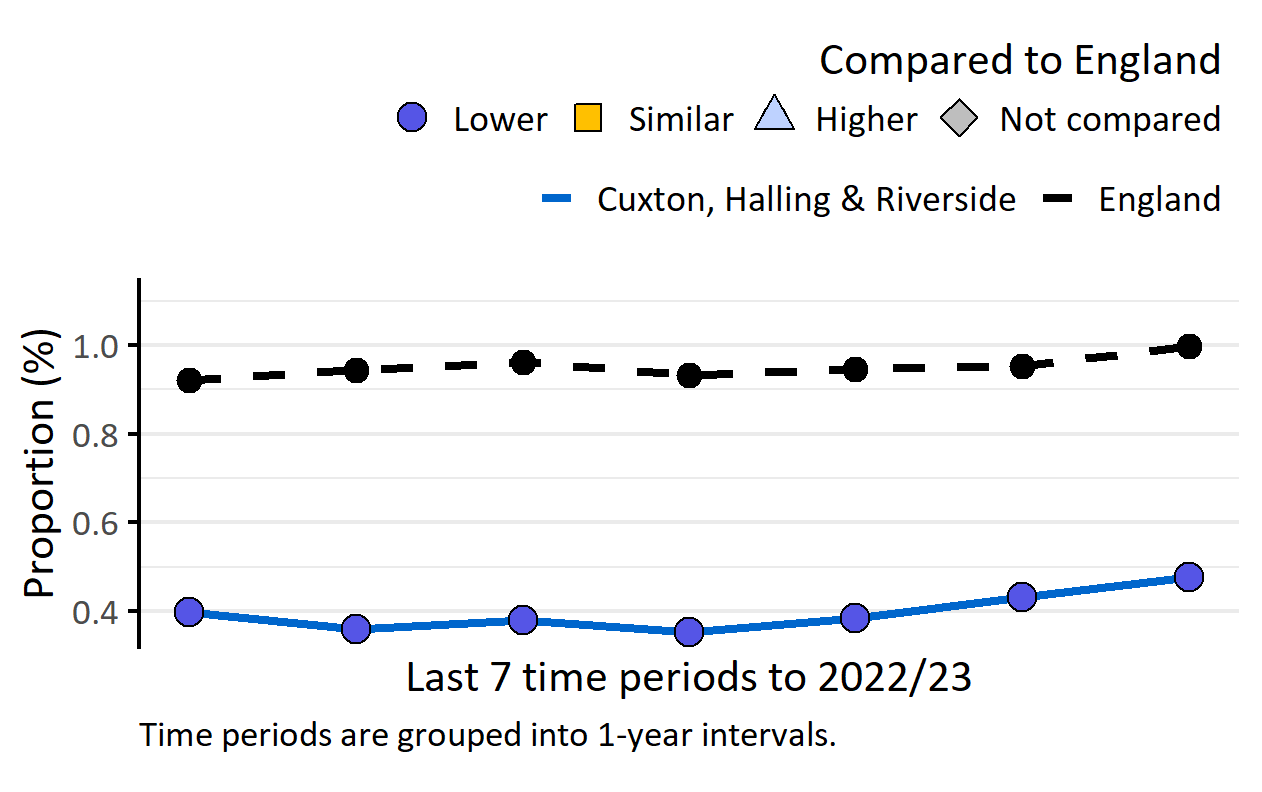 Compared to England
Lower Similar Higher Not compared
Cuxton, Halling & Riverside England
Proportion (%)
1.0
0.8
0.6
0.4
Last 7 time periods to 2022/23
Time periods are grouped into 1-year intervals.